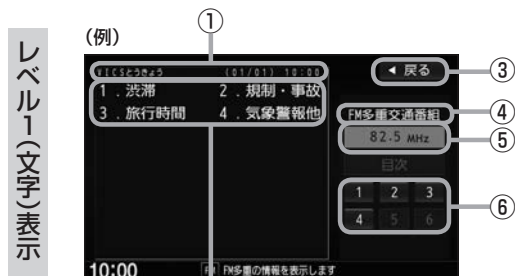 レベル1(文字)表示
(例)
①
VICSとうきょう (01/01) 10:00
1.渋滞 2.規制・事故
3.旅行時間 4.気象警報他
◀ 戻る ③
FM多重交通番組 ④
82.5 MHz ⑤
目次
1 2 3
4 5 6 ⑥
10:00 FM FM多重の情報を表示します